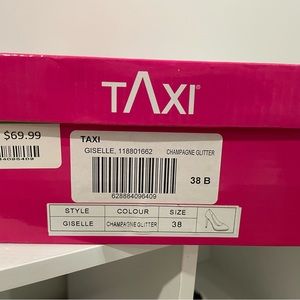 TAXI
$69.99
TAXI
GISELLE, 118801662 CHAMPAGNE GLITTER
38 B
628884096409
STYLE COLOUR SIZE
GISELLE CHAMPAGNE GLITTER 38